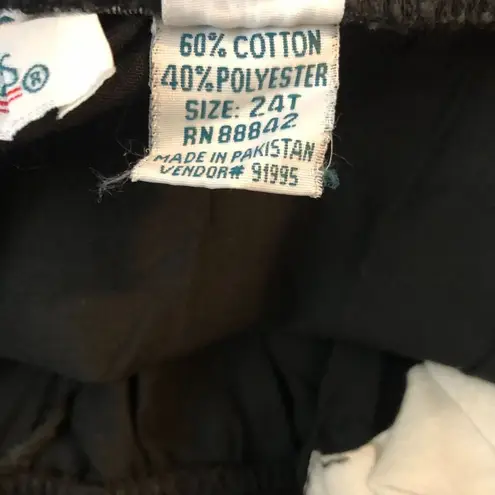 60% COTTON
40% POLYESTER
SIZE: 24T
RN 88842
MADE IN PAKISTAN
VENDOR# 91995
®